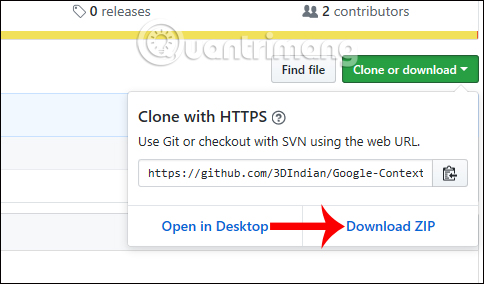 0 releases
2 contributors
Quantrimang
Find file
Clone or download
Clone with HTTPS ?
Use Git or checkout with SVN using the web URL.
https://github.com/3DIndian/Google-Context
Open in Desktop
Download ZIP